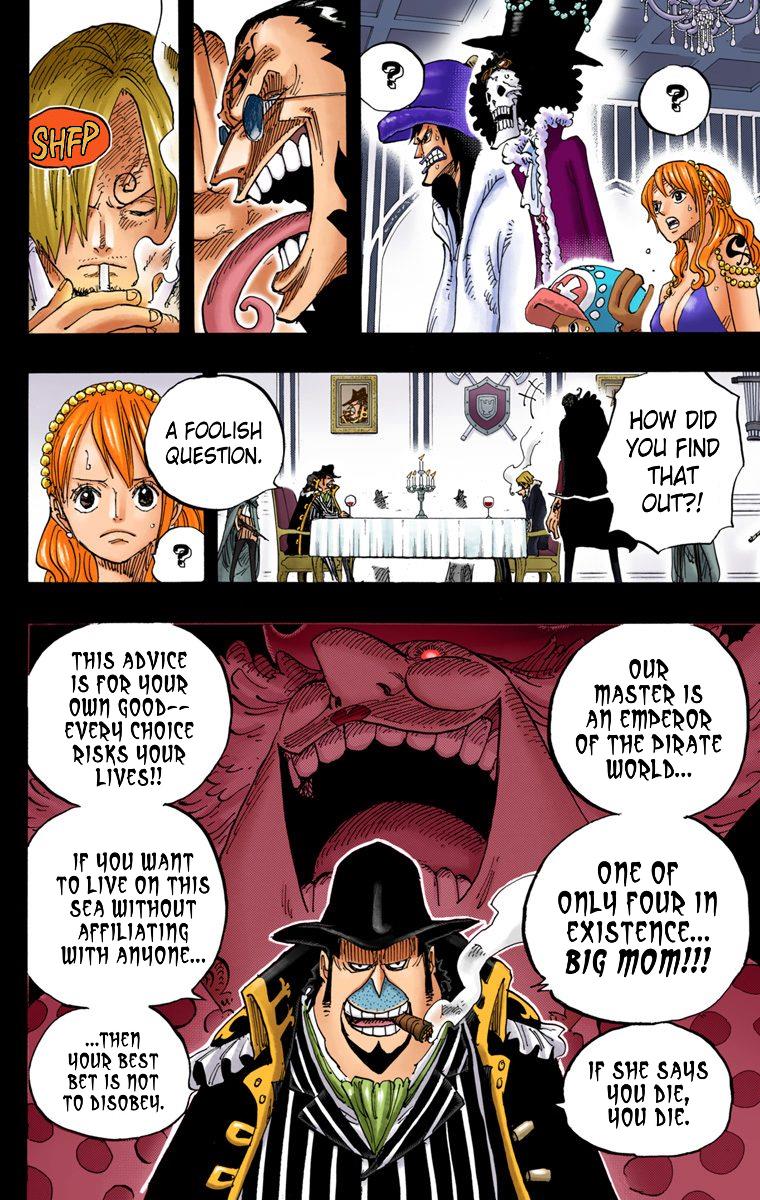 ?
?
SHFP
HOW DID
YOU FIND
THAT
OUT?!
A FOOLISH
QUESTION.
?
OUR
MASTER IS
AN EMPEROR
OF THE PIRATE
WORLD...
ONE OF
ONLY FOUR IN
EXISTENCE...
BIG MOM!!!
IF SHE SAYS
YOU DIE,
YOU DIE.
THIS ADVICE
IS FOR YOUR
OWN GOOD--
EVERY CHOICE
RISKS YOUR
LIVES!!
IF YOU WANT
TO LIVE ON THIS
SEA WITHOUT
AFFILIATING
WITH ANYONE...
...THEN
YOUR BEST
BET IS NOT
TO DISOBEY.